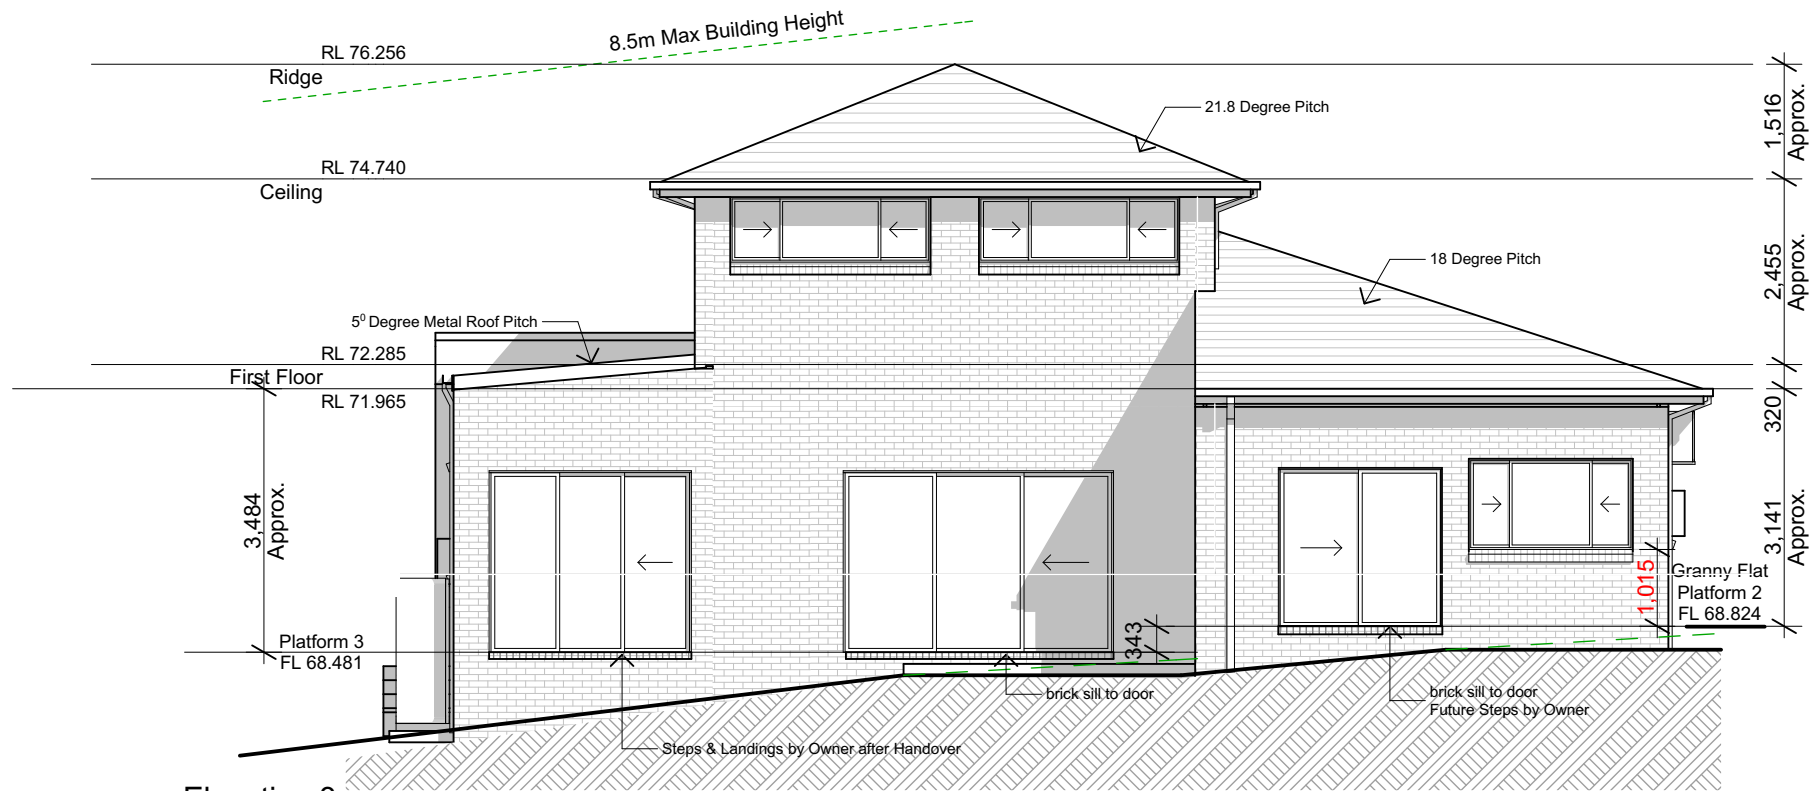 8.5m Max Building Height
RL 76.256
Ridge
1,516
Approx.
21.8 Degree Pitch
RL 74.740
Ceiling
2,455
Approx.
18 Degree Pitch
5⁰ Degree Metal Roof Pitch
RL 72.285
First Floor
RL 71.965
320
3,484
Approx.
3,141
Approx.
1,015
Granny Flat
Platform 2
FL 68.824
343
Platform 3
FL 68.481
brick sill to door
brick sill to door
Future Steps by Owner
Steps & Landings by Owner after Handover